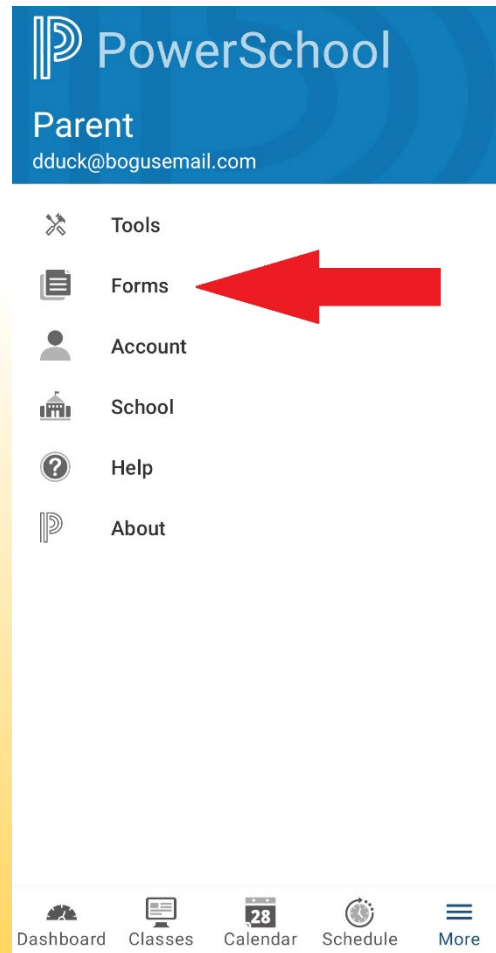 PowerSchool
Parent
dduck@bogusemail.com
Tools
Forms
Account
School
Help
About
28
Dashboard Classes Calendar Schedule More